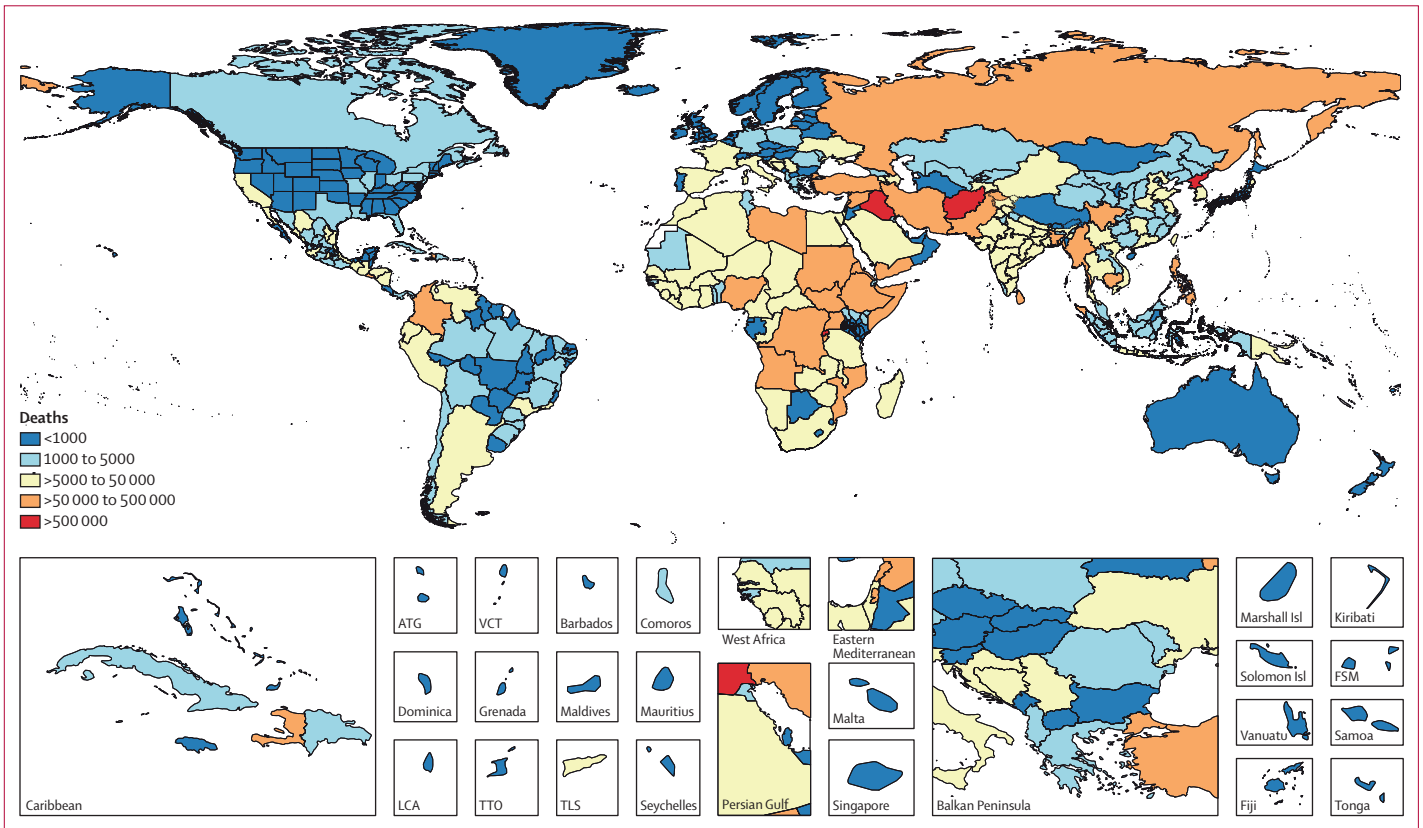 Deaths
<1000
1000 to 5000
>5000 to 50 000
>50 000 to 500 000
>500 000
Caribbean
ATG
VCT
Barbados
Comoros
Dominica
Grenada
Maldives
Mauritius
LCA
TTO
TLS
Seychelles
West Africa
Eastern
Mediterranean
Persian Gulf
Malta
Singapore
Balkan Peninsula
Marshall Isl
Kiribati
Solomon Isl
FSM
Vanuatu
Samoa
Fiji
Tonga